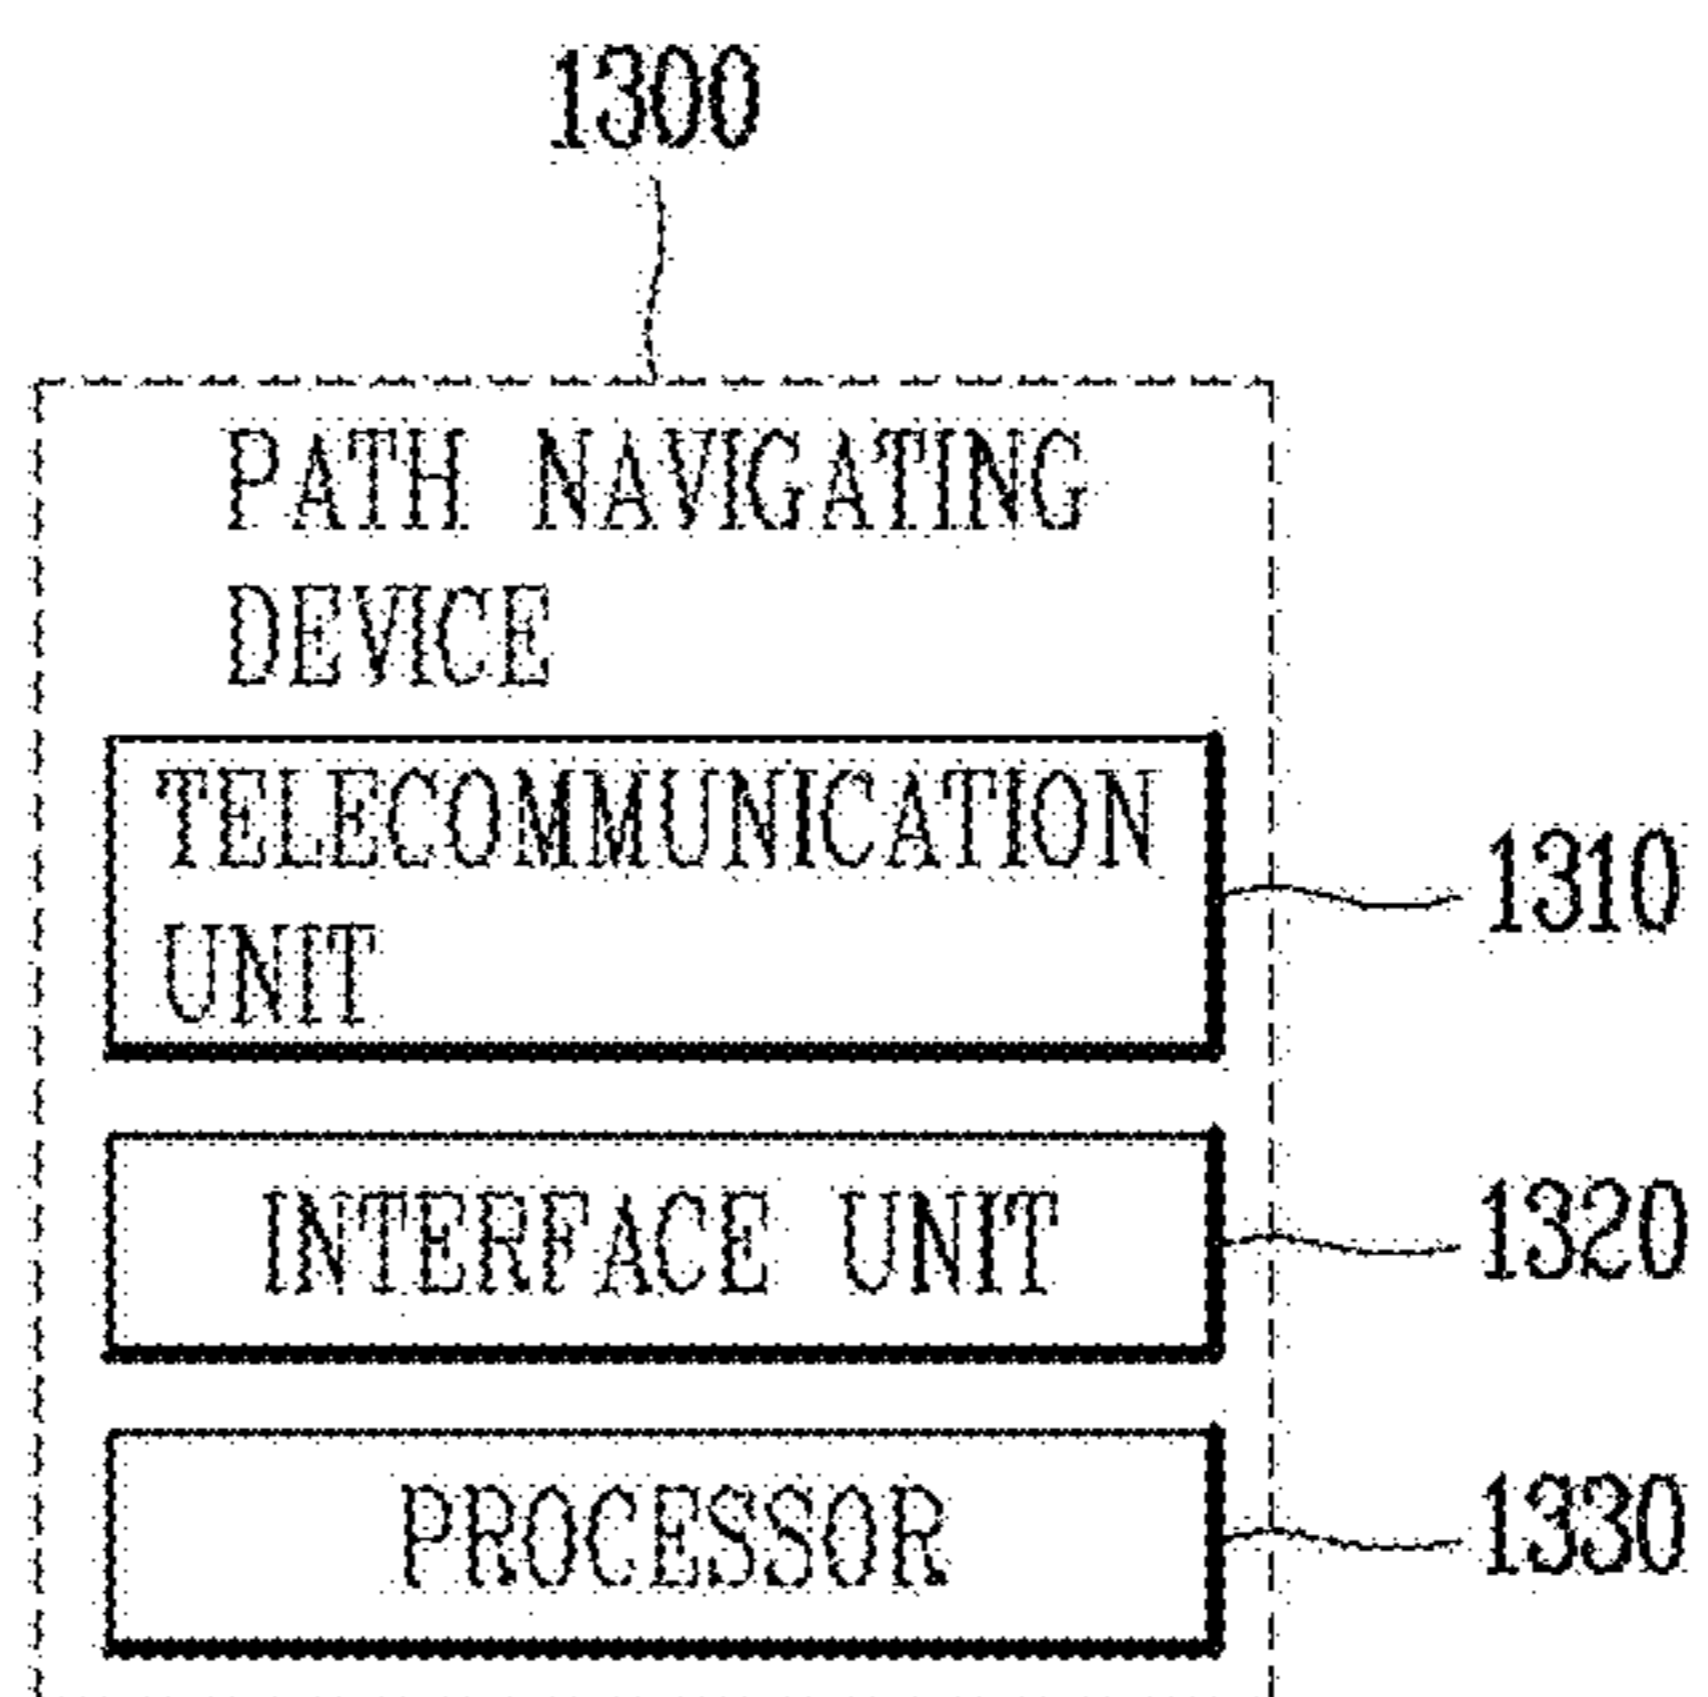 1300
PATH NAVIGATING
DEVICE
TELECOMMUNICATION
UNIT
1310
INTERFACE UNIT
1320
PROCESSOR
1330